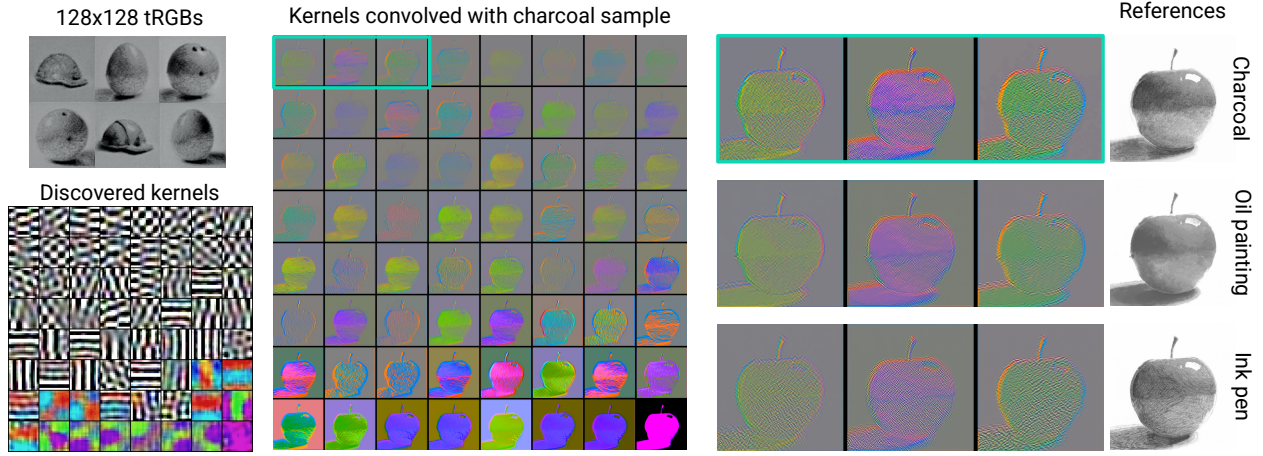 128x128 tRGBs
Kernels convolved with charcoal sample
References
Charcoal
Discovered kernels
Oil painting
Ink pen